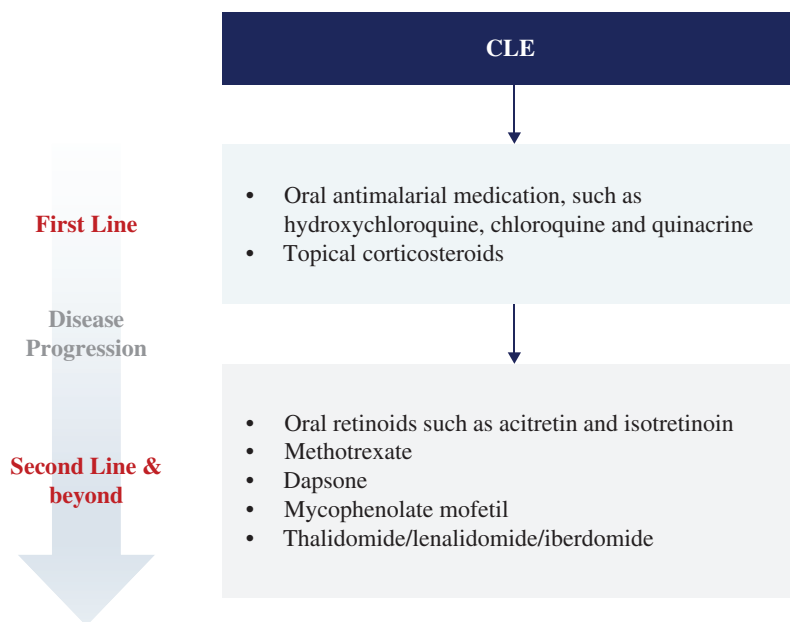 CLE
First Line
• Oral antimalarial medication, such as
hydroxychloroquine, chloroquine and quinacrine
• Topical corticosteroids
Disease
Progression
Second Line &
beyond
• Oral retinoids such as acitretin and isotretinoin
• Methotrexate
• Dapsone
• Mycophenolate mofetil
• Thalidomide/lenalidomide/iberdomide